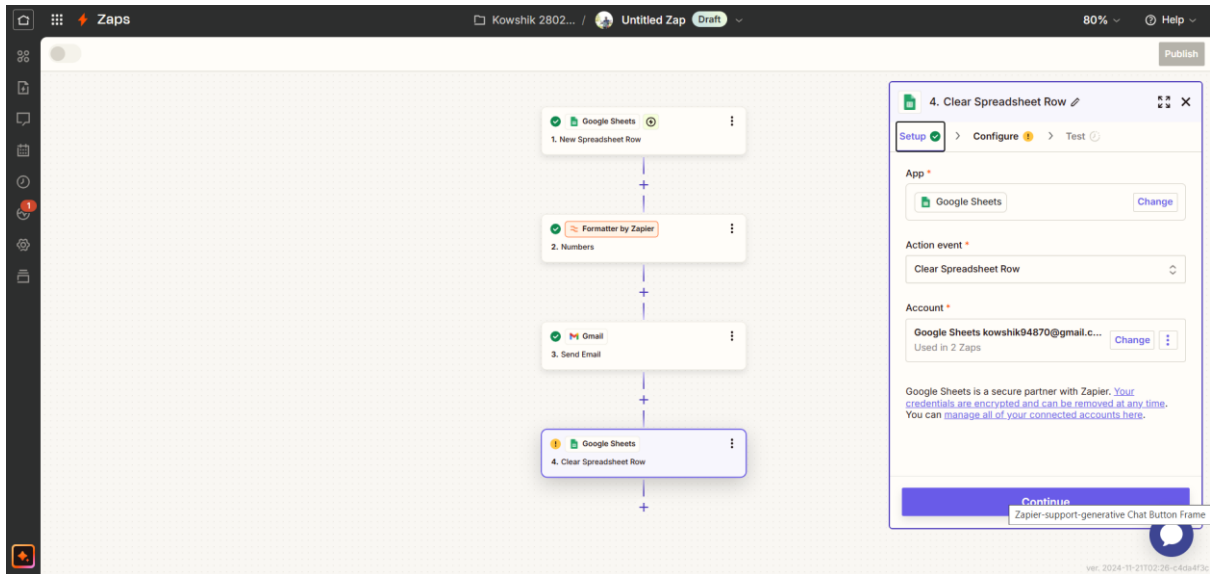 Zaps
Kowshik 2802... / Untitled Zap Draft
80% Help
Publish
1
Google Sheets
1. New Spreadsheet Row
Formatter by Zapier
2. Numbers
Gmail
3. Send Email
Google Sheets
4. Clear Spreadsheet Row
4. Clear Spreadsheet Row
Setup > Configure > Test
App *
Google Sheets Change
Action event *
Clear Spreadsheet Row
Account *
Google Sheets kowshik94870@gmail.c... Change
Used in 2 Zaps
Google Sheets is a secure partner with Zapier. Your
credentials are encrypted and can be removed at any time.
You can manage all of your connected accounts here.
Continue
Zapier-support-generative Chat Button Frame
ver. 2024-11-21T02:26-c4da4f3c